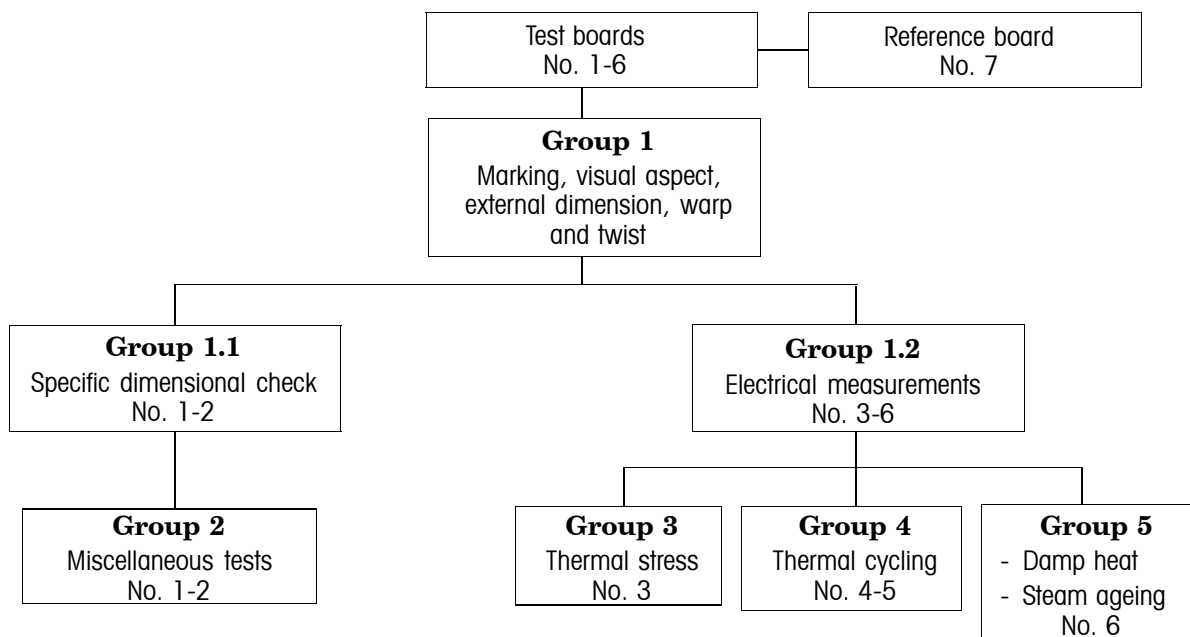 Test boards
No. 1-6
Reference board
No. 7
Group 1
Marking, visual aspect,
external dimension, warp
and twist
Group 1.1
Specific dimensional check
No. 1-2
Group 1.2
Electrical measurements
No. 3-6
Group 2
Miscellaneous tests
No. 1-2
Group 3
Thermal stress
No. 3
Group 4
Thermal cycling
No. 4-5
Group 5
- Damp heat
- Steam ageing
No. 6